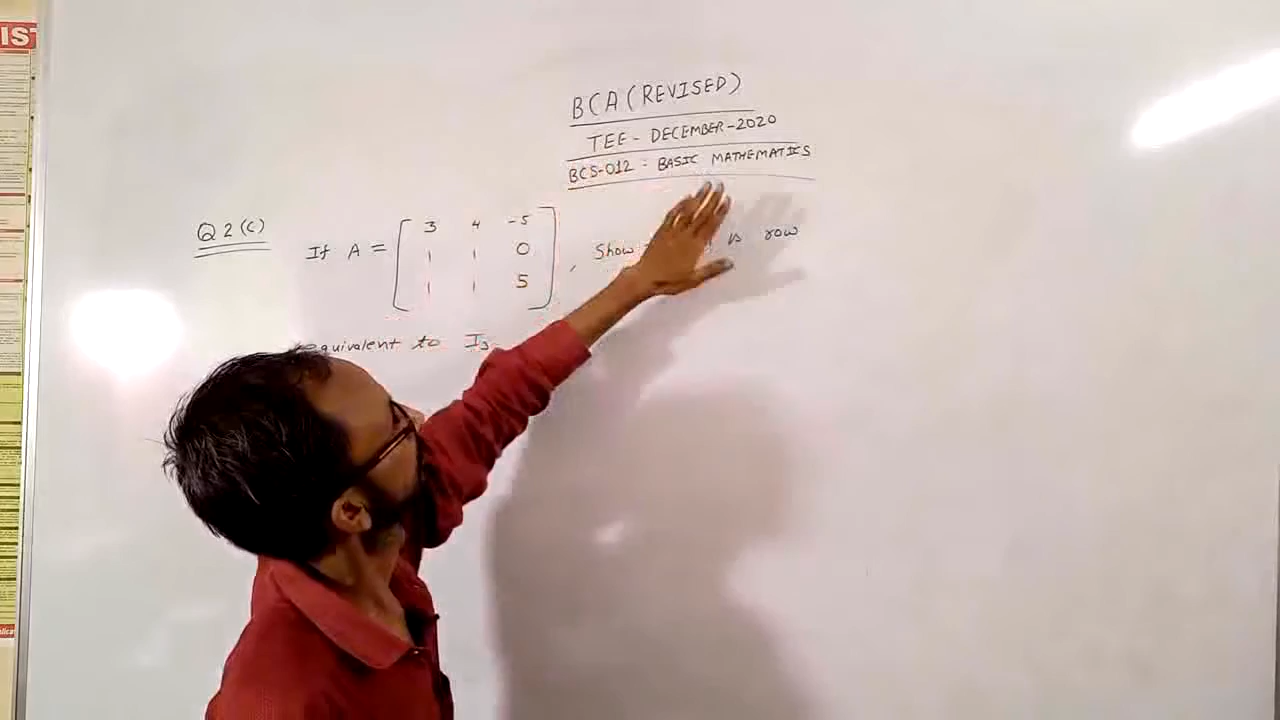 IST
BCA (REVISED)
TEE - DECEMBER - 2020
BCS-012 : BASIC MATHEMATICS
Q 2 (c)
If A = [ 3 4 -5
1 1 0
1 1 5 ] , Show is row
equivalent to I3